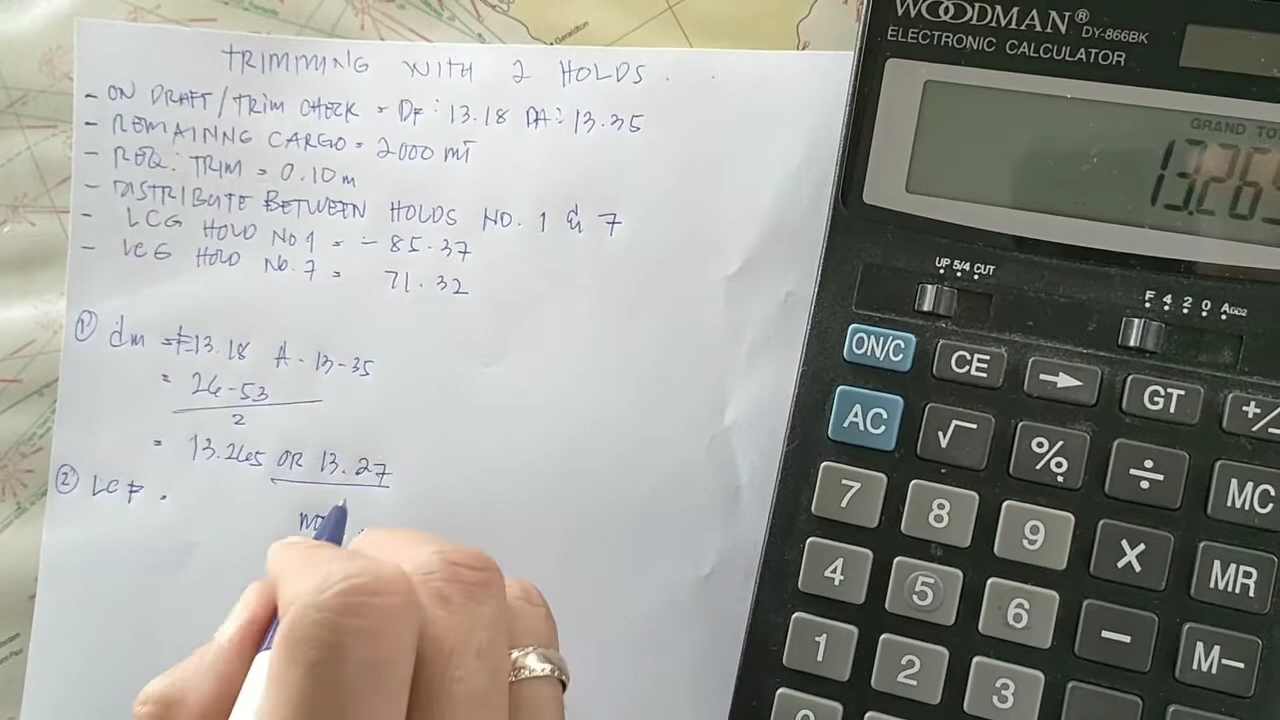 TRIMMING WITH 2 HOLDS.
- ON DRAFT/TRIM CHECK = DF: 13.18 DA: 13.35
- REMAINNG CARGO = 2000 MT
- REQ: TRIM = 0.10m
- DISTRIBUTE BETWEEN HOLDS NO. 1 & 7
- LCG HOLD NO 1 = - 85.37
- LCG HOLD NO. 7 = 71.32
① dm = F-13.18 A - 13-35
= 26-53
2
= 13.265 OR 13.27
② LCF =
WOODMAN® DY-866BK
ELECTRONIC CALCULATOR
GRAND TO
13.265
UP 5/4 CUT
F 4 2 0 ADD2
ON/C CE → GT +/
AC √ % ÷ MC
7 8 9 X MR
4 5 6 − M−
1 2 3
0
Geraldton